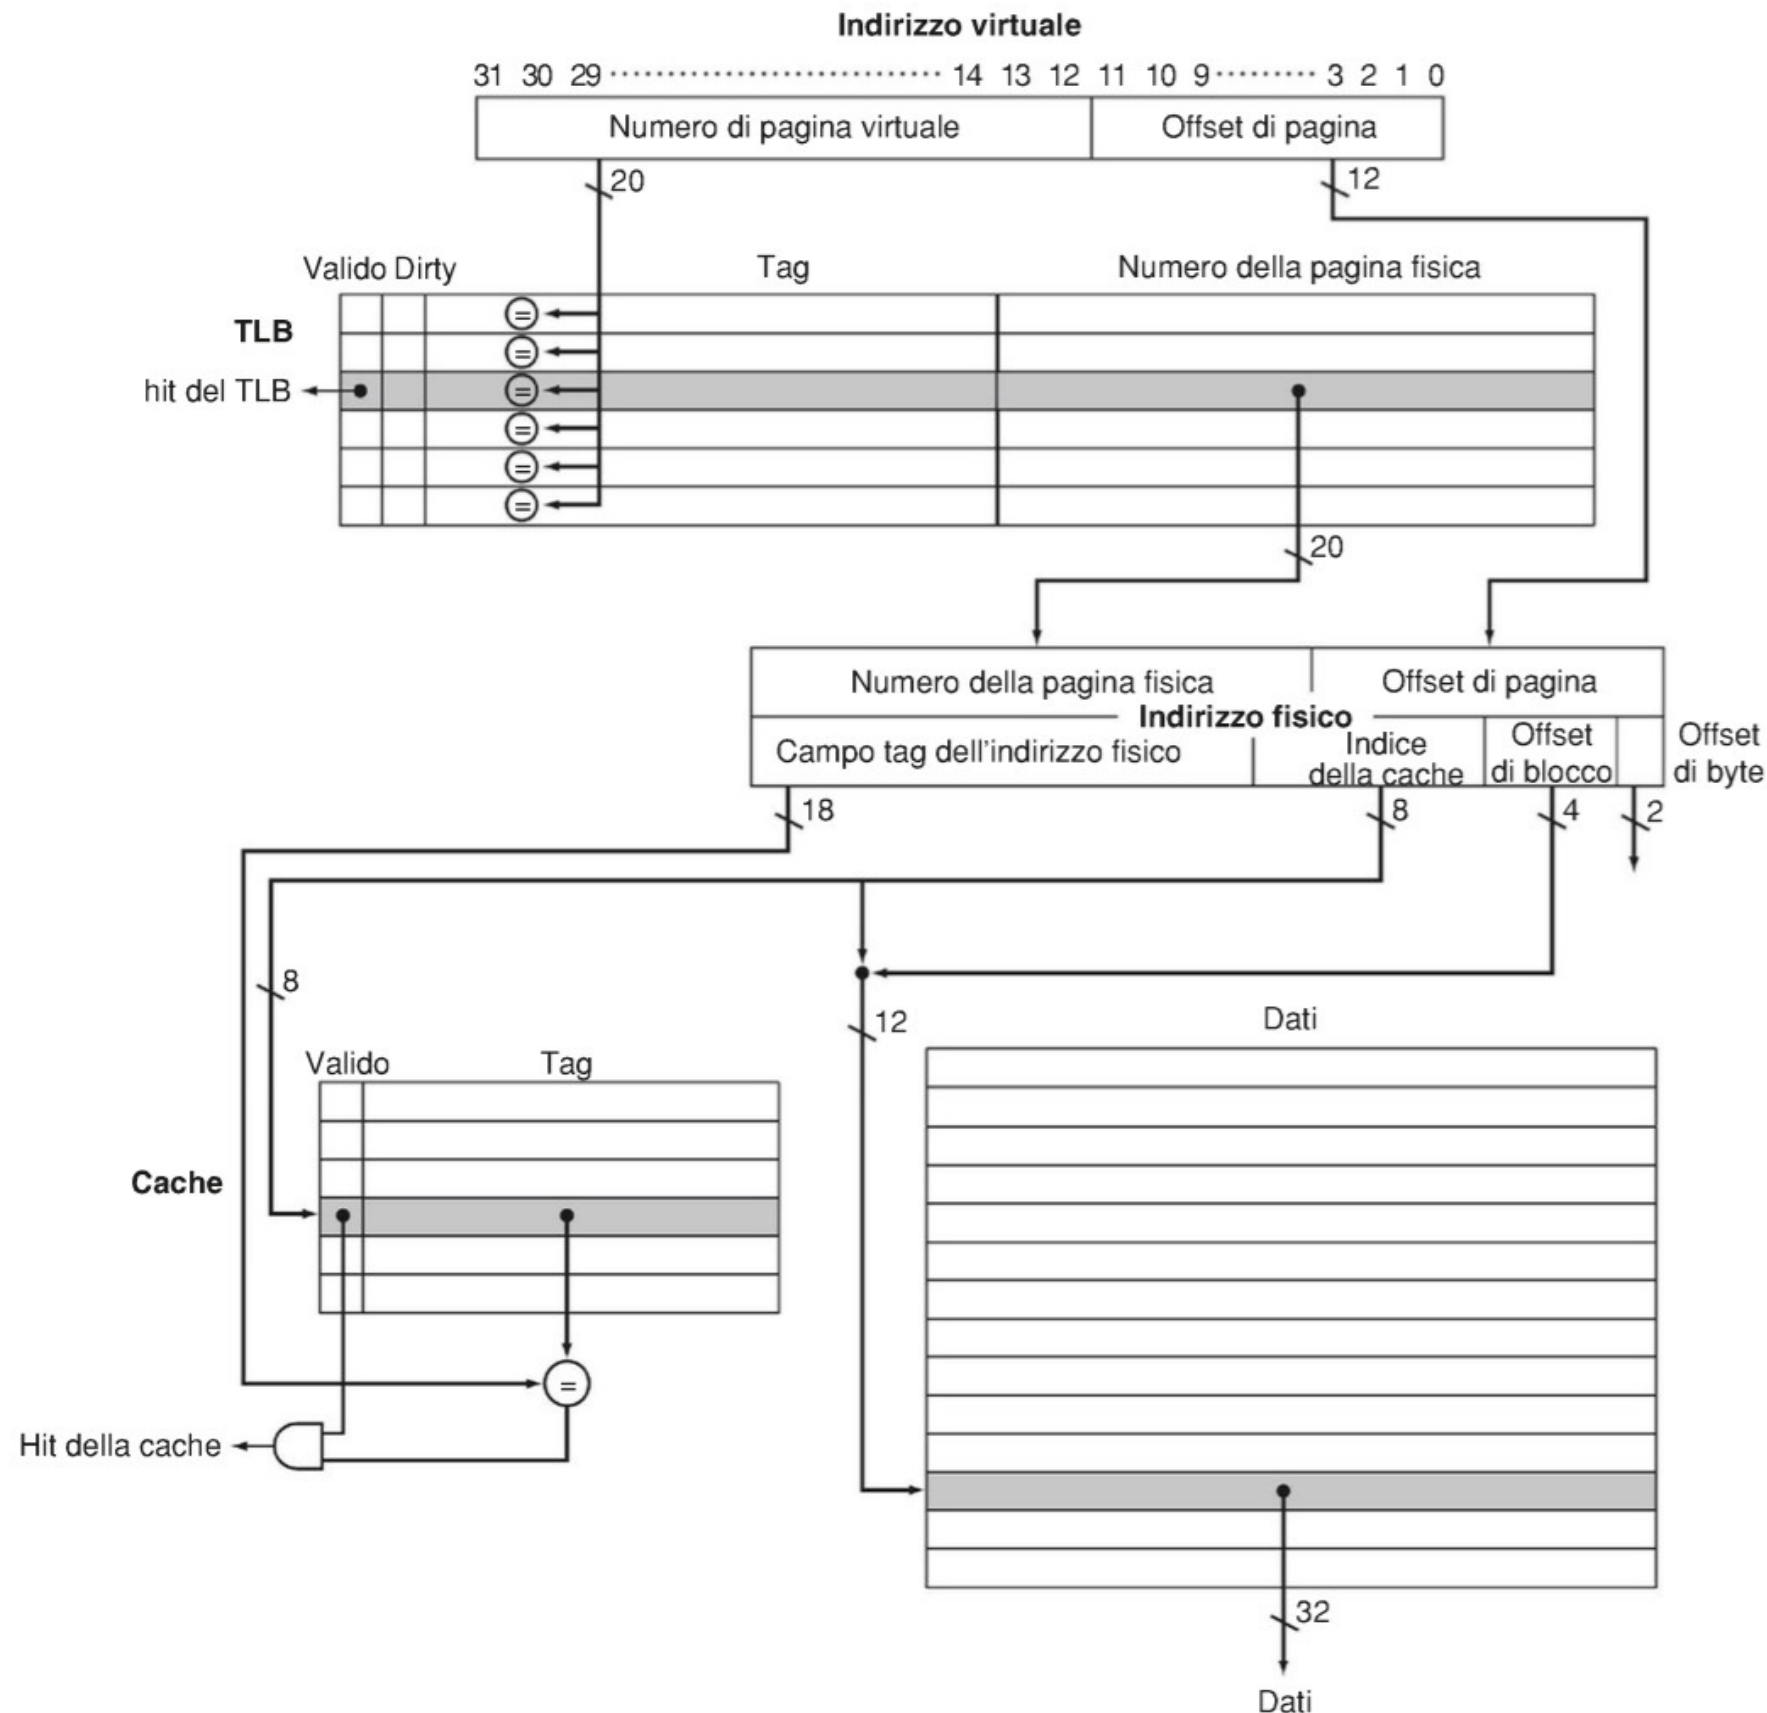 Indirizzo virtuale
31 30 29 ........................... 14 13 12 11 10 9 ......... 3 2 1 0
Numero di pagina virtuale Offset di pagina
20 12
Valido Dirty Tag Numero della pagina fisica
=
TLB
=
hit del TLB =
=
=
=
20
Numero della pagina fisica Offset di pagina
Indirizzo fisico
Campo tag dell'indirizzo fisico
Indice
della cache
Offset
di blocco
Offset
di byte
18 8 4 2
8
12
Dati
Valido Tag
Cache
=
Hit della cache
32
Dati